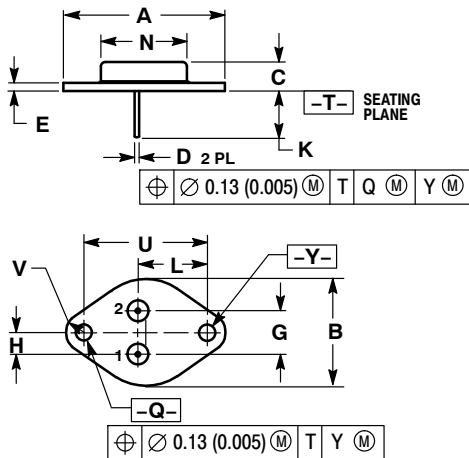 A
N
C
E
–T– SEATING PLANE
K
D 2 PL
⌖ ∅ 0.13 (0.005) Ⓜ T Q Ⓜ Y Ⓜ
U
V
L
–Y–
2
G
B
H
1
–Q–
⌖ ∅ 0.13 (0.005) Ⓜ T Y Ⓜ